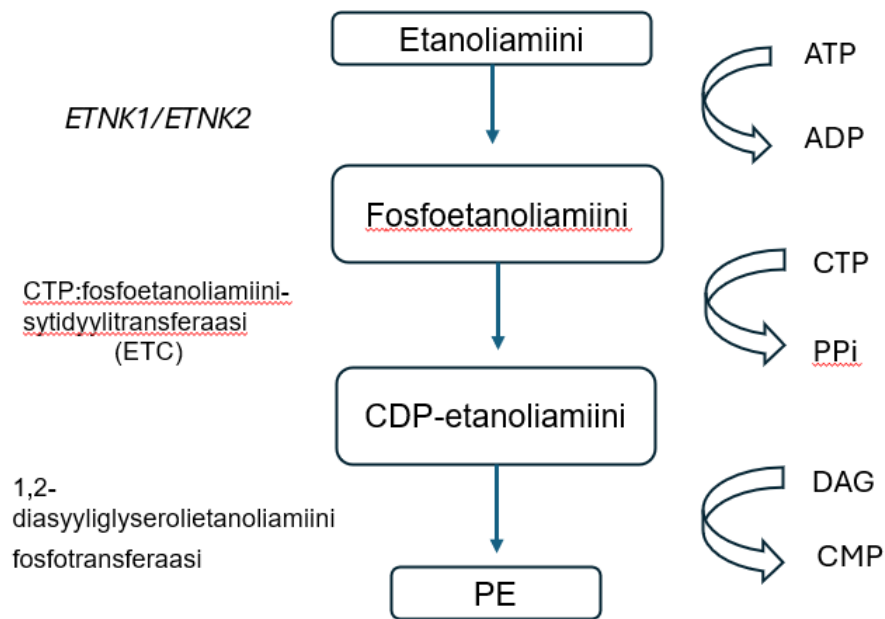 Etanoliamiini
ATP
ETNK1/ETNK2
ADP
Fosfoetanoliamiini
CTP
CTP:fosfoetanoliamiini-
sytidyylitransferaasi
(ETC)
PPi
CDP-etanoliamiini
DAG
1,2-
diasyyliglyserolietanoliamiini
fosfotransferaasi
CMP
PE